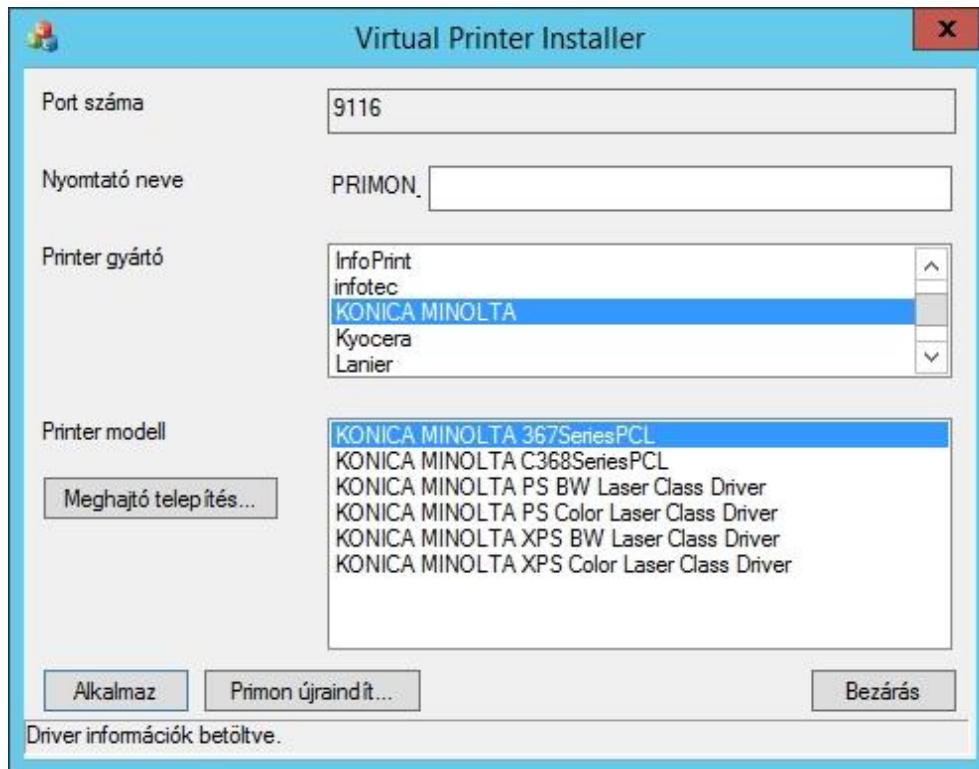 Virtual Printer Installer
Port száma
9116
Nyomtató neve
PRIMON_
Printer gyártó
InfoPrint
infotec
KONICA MINOLTA
Kyocera
Lanier
Printer modell
Meghajtó telepítés...
KONICA MINOLTA 367SeriesPCL
KONICA MINOLTA C368SeriesPCL
KONICA MINOLTA PS BW Laser Class Driver
KONICA MINOLTA PS Color Laser Class Driver
KONICA MINOLTA XPS BW Laser Class Driver
KONICA MINOLTA XPS Color Laser Class Driver
Alkalmaz
Primon újraindít...
Bezárás
Driver információk betöltve.